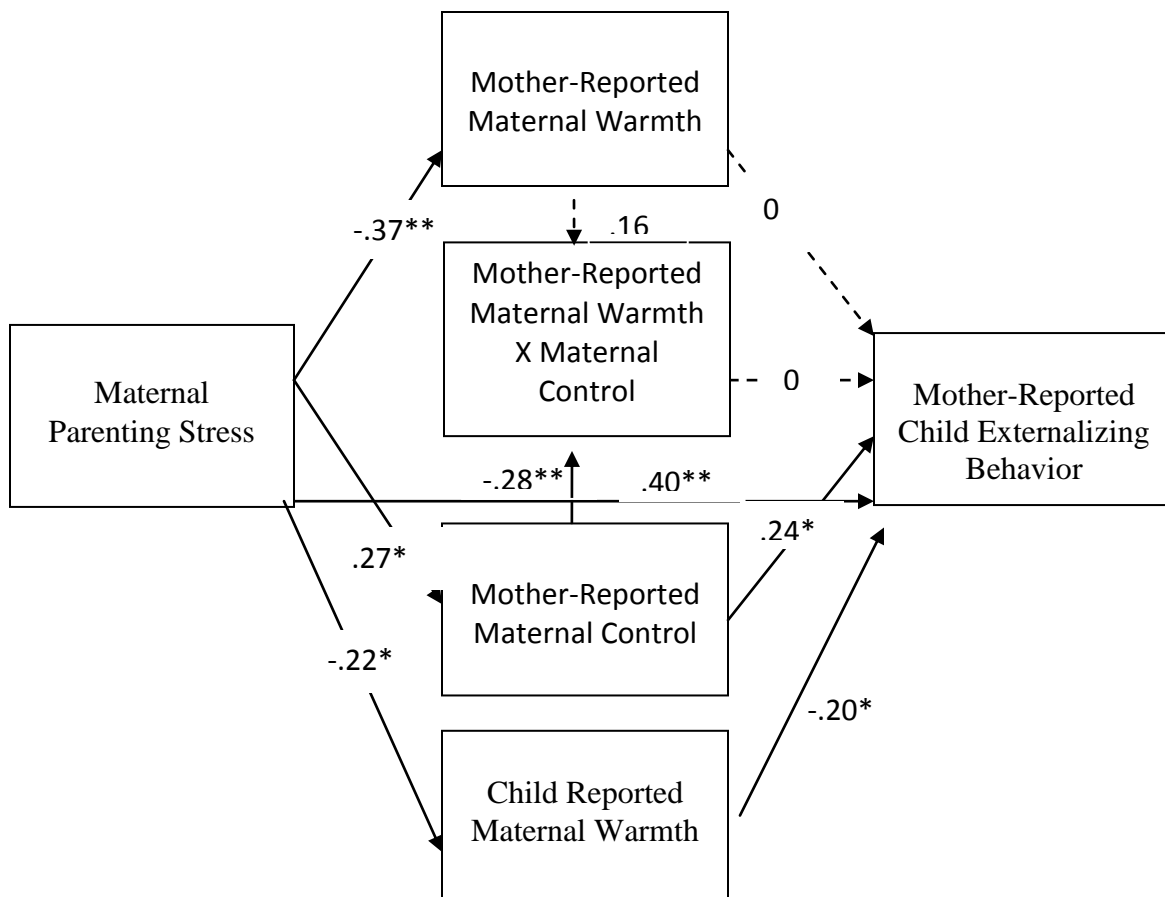 Mother-Reported
Maternal Warmth
-.37**
.16
0
Mother-Reported
Maternal Warmth
X Maternal
Control
0
Maternal
Parenting Stress
Mother-Reported
Child Externalizing
Behavior
-.28**
.40**
.27*
.24*
Mother-Reported
Maternal Control
-.22*
-.20*
Child Reported
Maternal Warmth